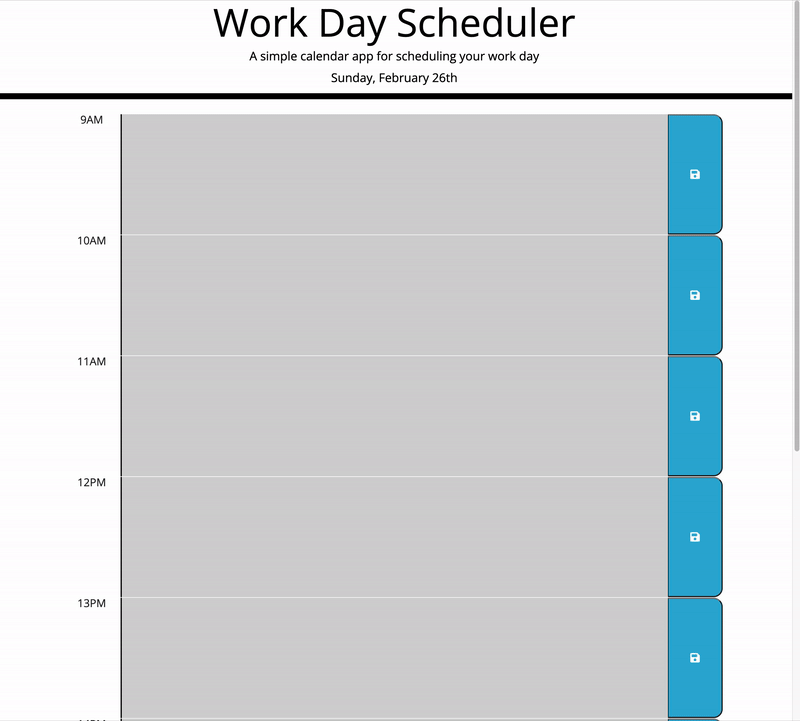 Work Day Scheduler
A simple calendar app for scheduling your work day
Sunday, February 26th
9AM
10AM
11AM
12PM
13PM